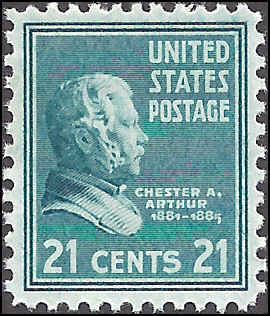 UNITED
STATES
POSTAGE
CHESTER A.
ARTHUR
1881-1885
21 CENTS 21